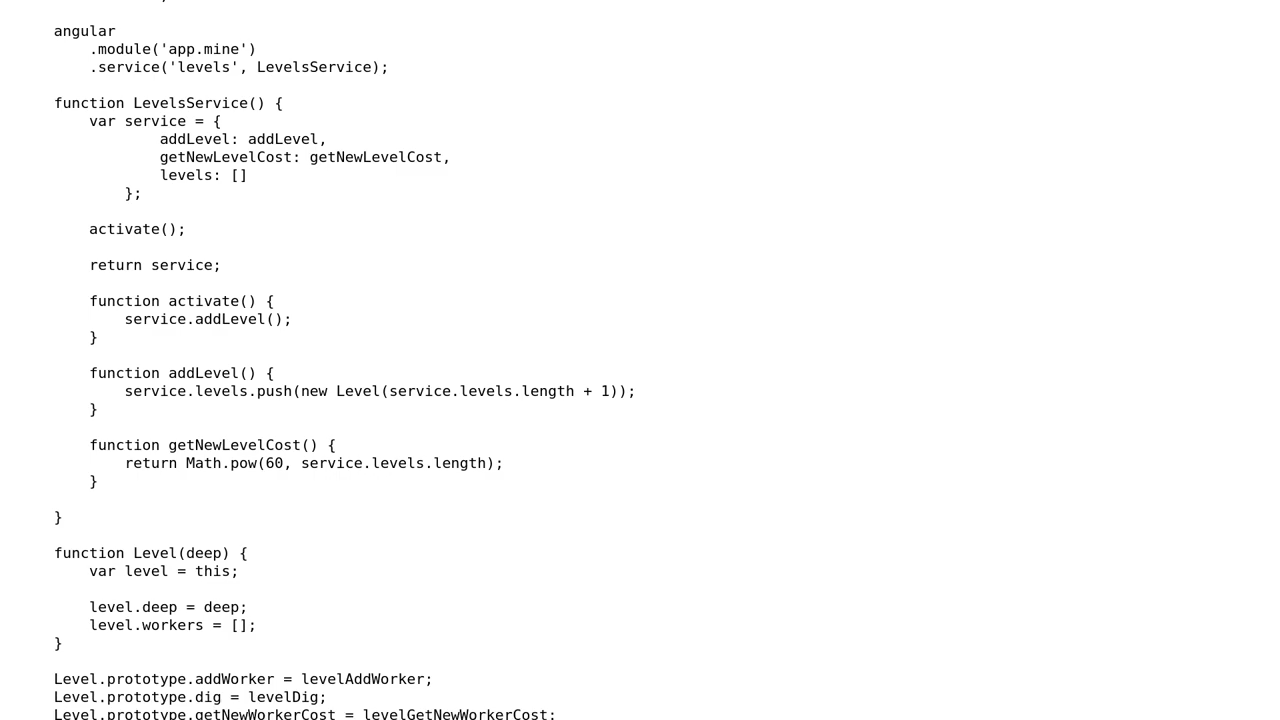 angular
    .module('app.mine')
    .service('levels', LevelsService);

function LevelsService() {
    var service = {
            addLevel: addLevel,
            getNewLevelCost: getNewLevelCost,
            levels: []
        };

    activate();

    return service;

    function activate() {
        service.addLevel();
    }

    function addLevel() {
        service.levels.push(new Level(service.levels.length + 1));
    }

    function getNewLevelCost() {
        return Math.pow(60, service.levels.length);
    }

}

function Level(deep) {
    var level = this;

    level.deep = deep;
    level.workers = [];
}

Level.prototype.addWorker = levelAddWorker;
Level.prototype.dig = levelDig;
Level.prototype.getNewWorkerCost = levelGetNewWorkerCost;